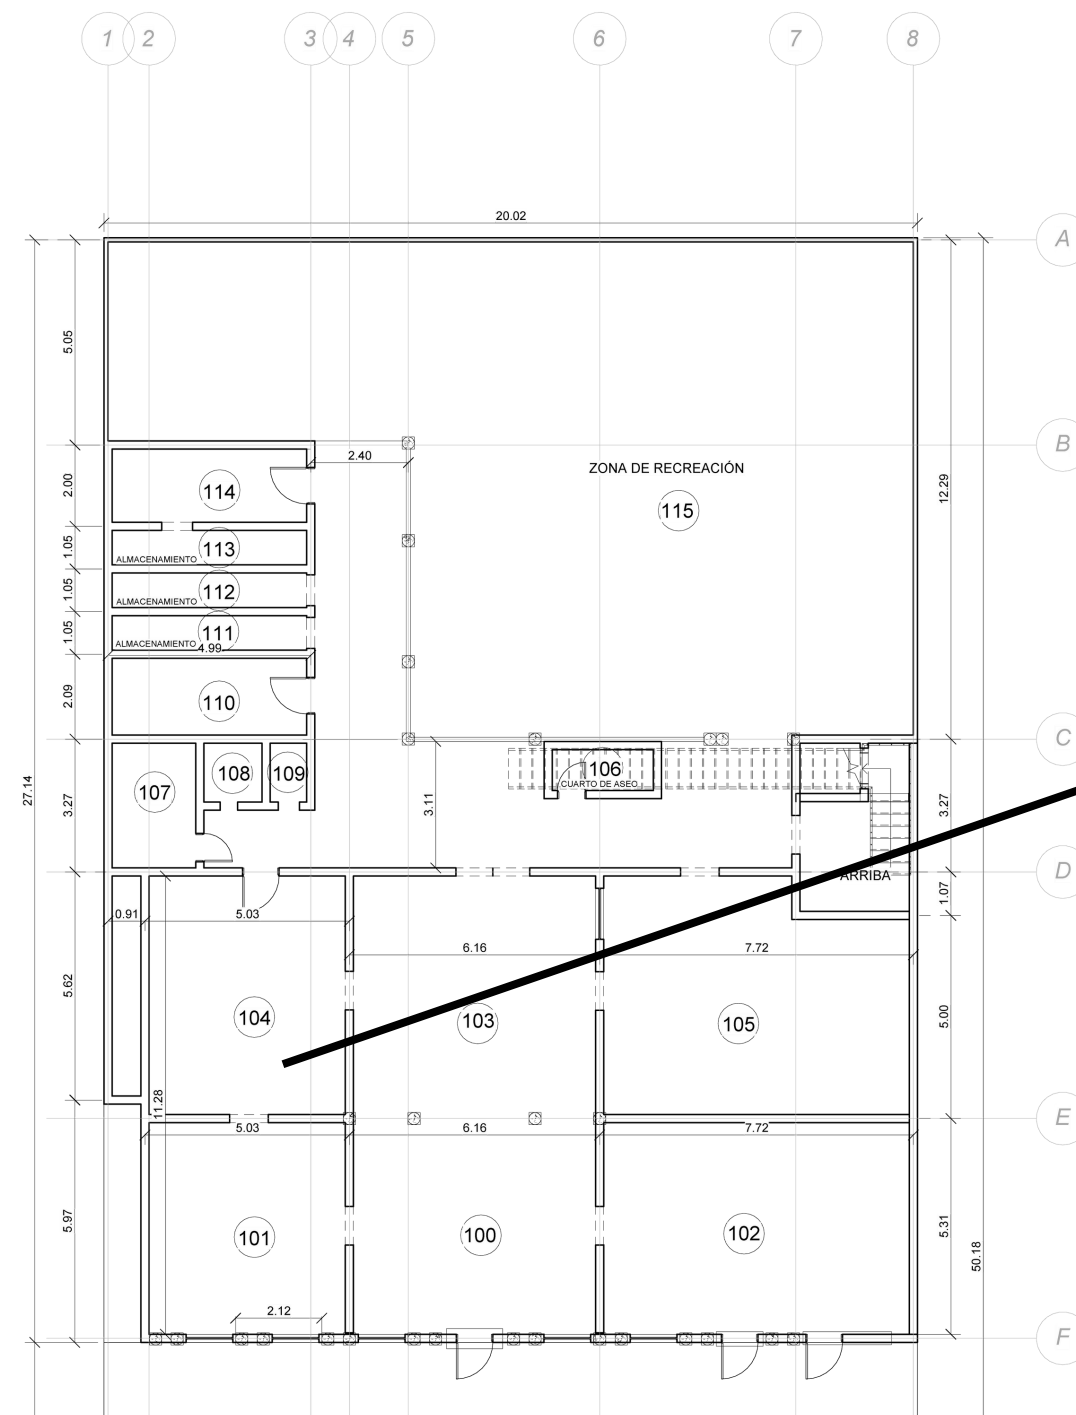 1 2 3 4 5 6 7 8
20.02
A
5.05
B
2.40
ZONA DE RECREACIÓN
114
2.00
115
12.29
113
1.05
ALMACENAMIENTO
112
1.05
ALMACENAMIENTO
111
1.05
ALMACENAMIENTO
4.99
110
2.09
C
108 109
106
CUARTO DE ASEO
107
27.14
3.27
3.11
3.27
D
ARRIBA
1.07
0.91 5.03
6.16 7.72
5.62
104 103 105
5.00
11.28
E
5.03 6.16 7.72
101 100 102
5.97
5.31
50.18
2.12
F